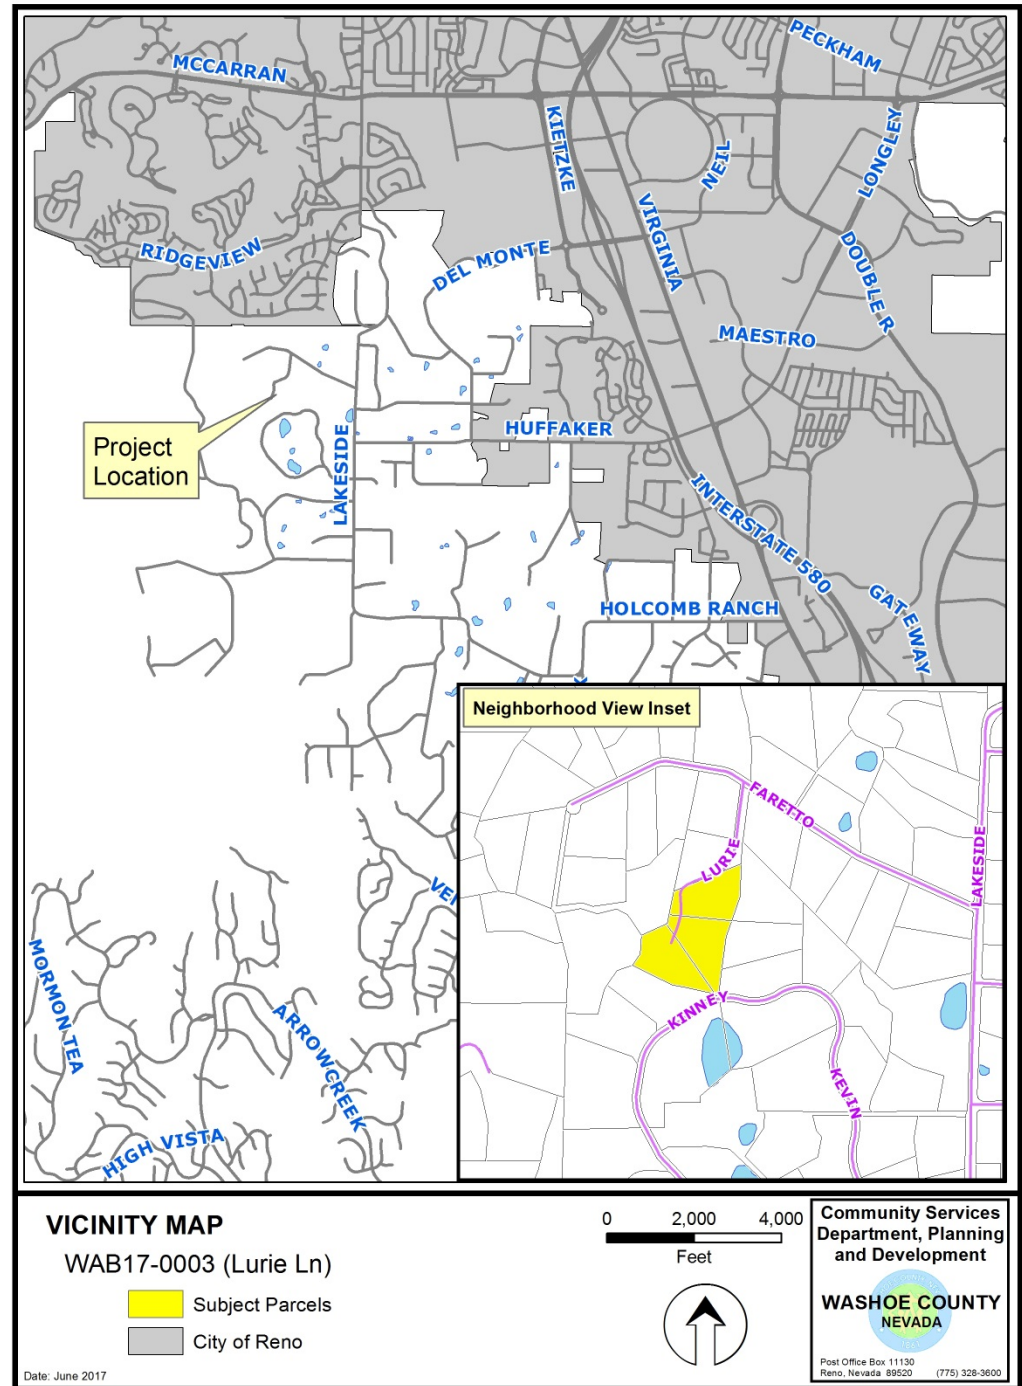 PECKHAM
MCCARRAN
KIETZKE
LONGLEY
NEIL
VIRGINIA
RIDGEVIEW
DEL MONTE
DOUBLE R
MAESTRO
Project
Location
LAKESIDE
HUFFAKER
INTERSTATE 580
HOLCOMB RANCH
GATEWAY
Neighborhood View Inset
FARETTO
LURIE
LAKESIDE
KINNEY
KEVIN
VE
MORMON TEA
ARROWCREEK
HIGH VISTA
VICINITY MAP
WAB17-0003 (Lurie Ln)
Subject Parcels
City of Reno
0 2,000 4,000
Feet
Community Services
Department, Planning
and Development
WASHOE COUNTY
NEVADA
Post Office Box 11130
Reno, Nevada 89520 (775) 328-3600
Date: June 2017